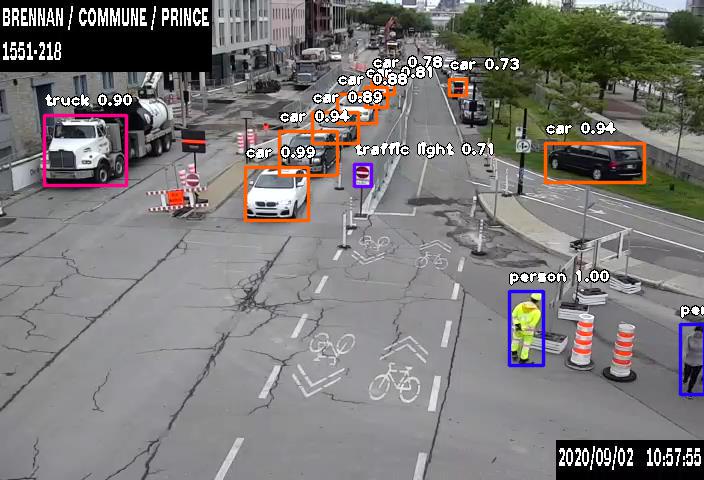 BRENNAN / COMMUNE / PRINCE
1551-218
car 0.78
car 0.73
car 0.81
car 0.88
car 0.89
truck 0.90
car 0.94
car 0.94
car 0.99
traffic light 0.71
person 1.00
per
2020/09/02 10:57:55